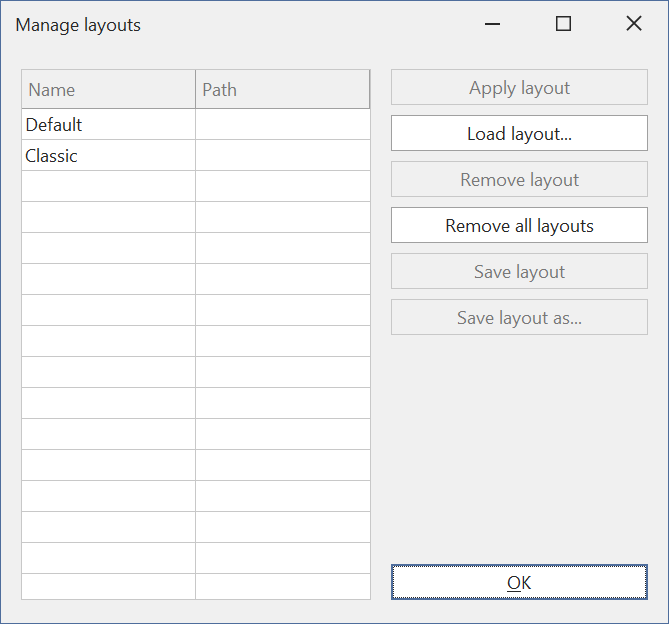 Manage layouts
Name Path
Default
Classic
Apply layout
Load layout...
Remove layout
Remove all layouts
Save layout
Save layout as...
OK